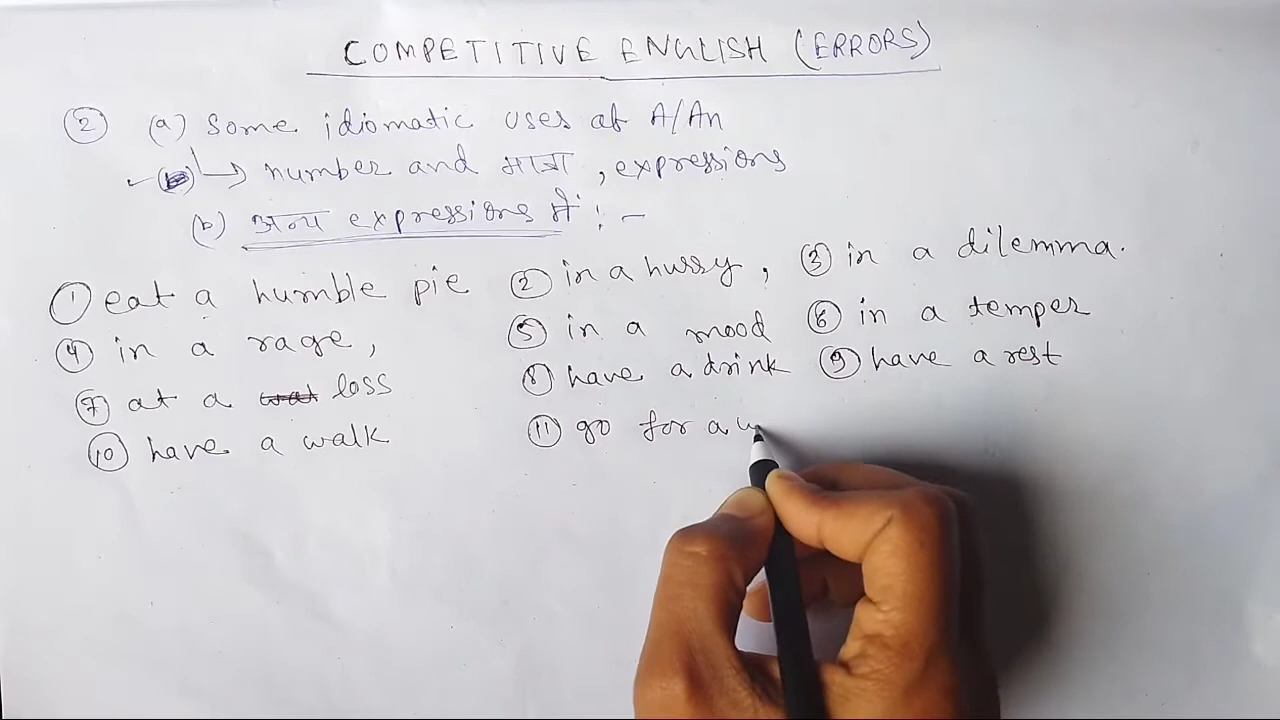 COMPETITIVE ENGLISH (ERRORS)
② (a) Some idiomatic uses of A/An
(b) ↳ number and मात्रा , expressions
(b) अन्य expressions में : –
① eat a humble pie ② in a hurry , ③ in a dilemma.
④ in a rage , ⑤ in a mood ⑥ in a temper
⑦ at a loss ⑧ have a drink ⑨ have a rest
⑩ have a walk ⑪ go for a w